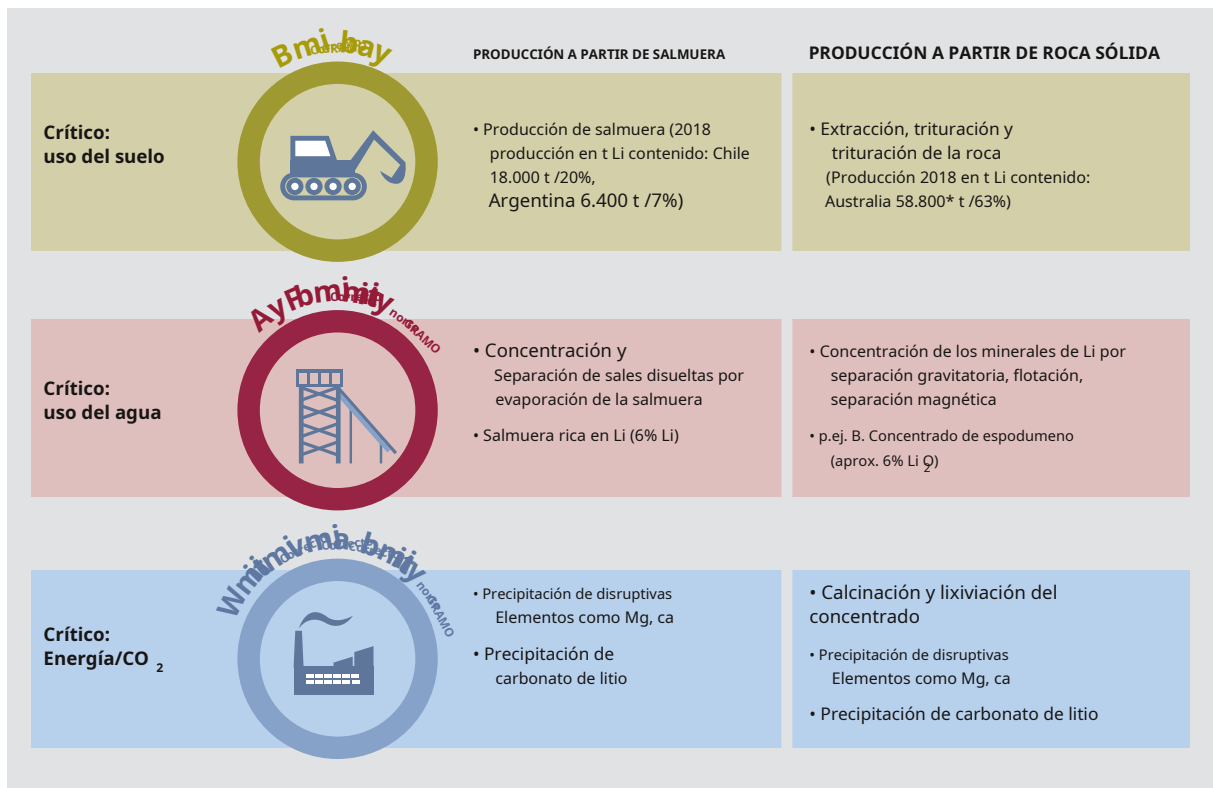 PRODUCCIÓN A PARTIR DE SALMUERA
PRODUCCIÓN A PARTIR DE ROCA SÓLIDA
Crítico:
uso del suelo
• Producción de salmuera (2018
producción en t Li contenido: Chile
18.000 t /20%,
Argentina 6.400 t /7%)
• Extracción, trituración y
trituración de la roca
(Producción 2018 en t Li contenido:
Australia 58.800* t /63%)
GRAMO
Crítico:
uso del agua
• Concentración y
Separación de sales disueltas por
evaporación de la salmuera
• Salmuera rica en Li (6% Li)
• Concentración de los minerales de Li por
separación gravitatoria, flotación,
separación magnética
• p.ej. B. Concentrado de espodumeno
(aprox. 6% Li2O)
GRAMO
Crítico:
Energía/CO 2
• Precipitación de disruptivas
Elementos como Mg, ca
• Precipitación de
carbonato de litio
• Calcinación y lixiviación del
concentrado
• Precipitación de disruptivas
Elementos como Mg, ca
• Precipitación de carbonato de litio